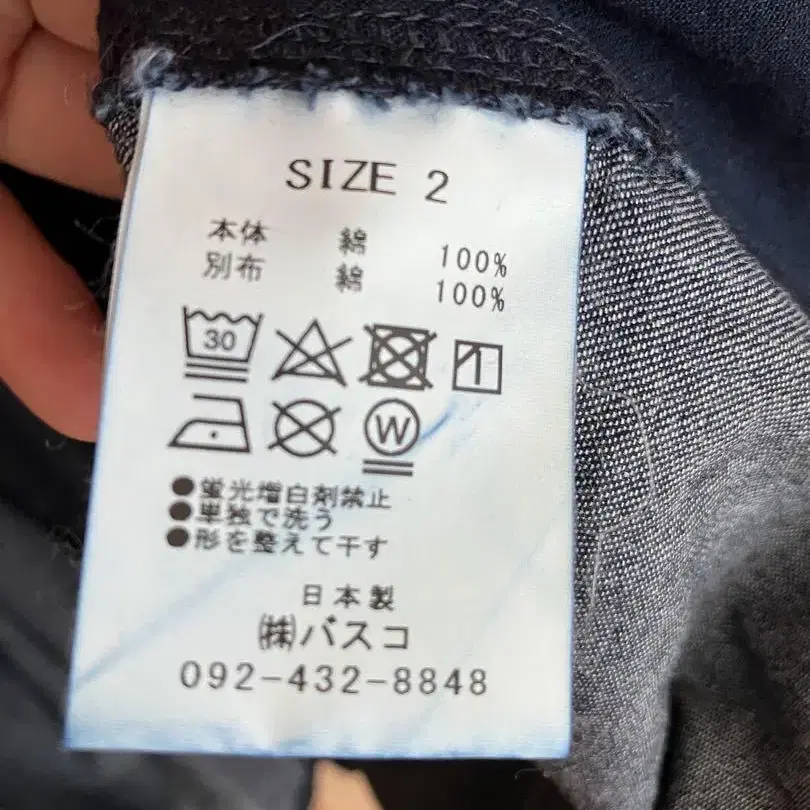 SIZE 2
本体 綿 100%
別布 綿 100%
30
W
●蛍光増白剤禁止
●単独で洗う
●形を整えて干す
日本製
㈱バスコ
092-432-8848